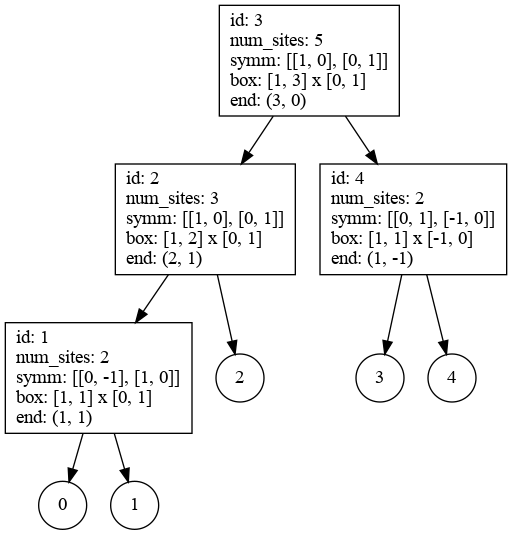 id: 3
num_sites: 5
symm: [[1, 0], [0, 1]]
box: [1, 3] x [0, 1]
end: (3, 0)
id: 2
num_sites: 3
symm: [[1, 0], [0, 1]]
box: [1, 2] x [0, 1]
end: (2, 1)
id: 4
num_sites: 2
symm: [[0, 1], [-1, 0]]
box: [1, 1] x [-1, 0]
end: (1, -1)
id: 1
num_sites: 2
symm: [[0, -1], [1, 0]]
box: [1, 1] x [0, 1]
end: (1, 1)
2
3
4
0
1